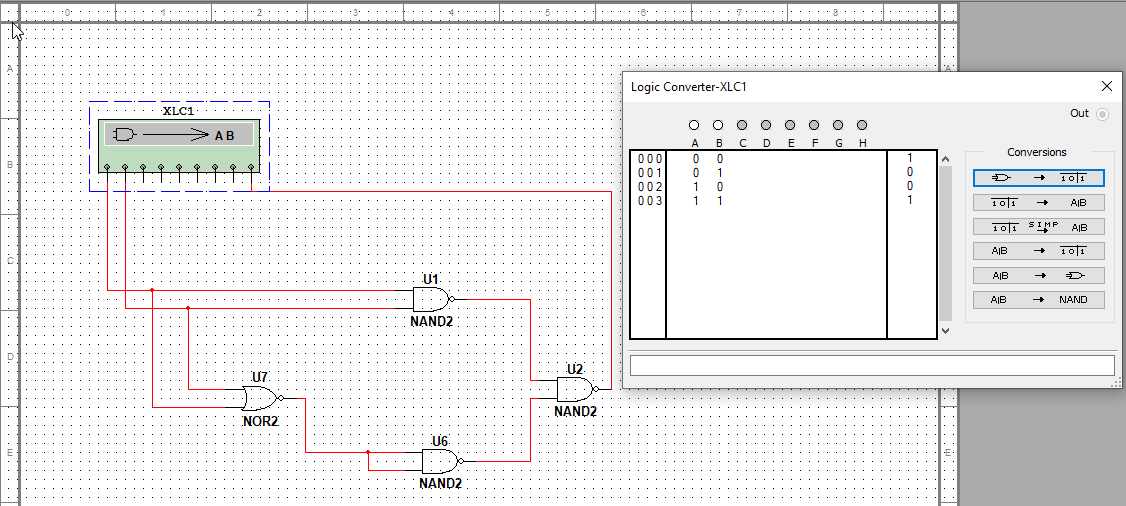 0 1 2 3 4 5 6 7 8 9
A
B
C
D
E
A
E
XLC1
A B
U1
NAND2
U7
NOR2
U2
NAND2
U6
NAND2
Logic Converter-XLC1
Out
A B C D E F G H
000 0 0 1
001 0 1 0
002 1 0 0
003 1 1 1
Conversions
→ 1 0 1
1 0 1 → A|B
1 0 1 SIMP → A|B
A|B → 1 0 1
A|B →
A|B → NAND